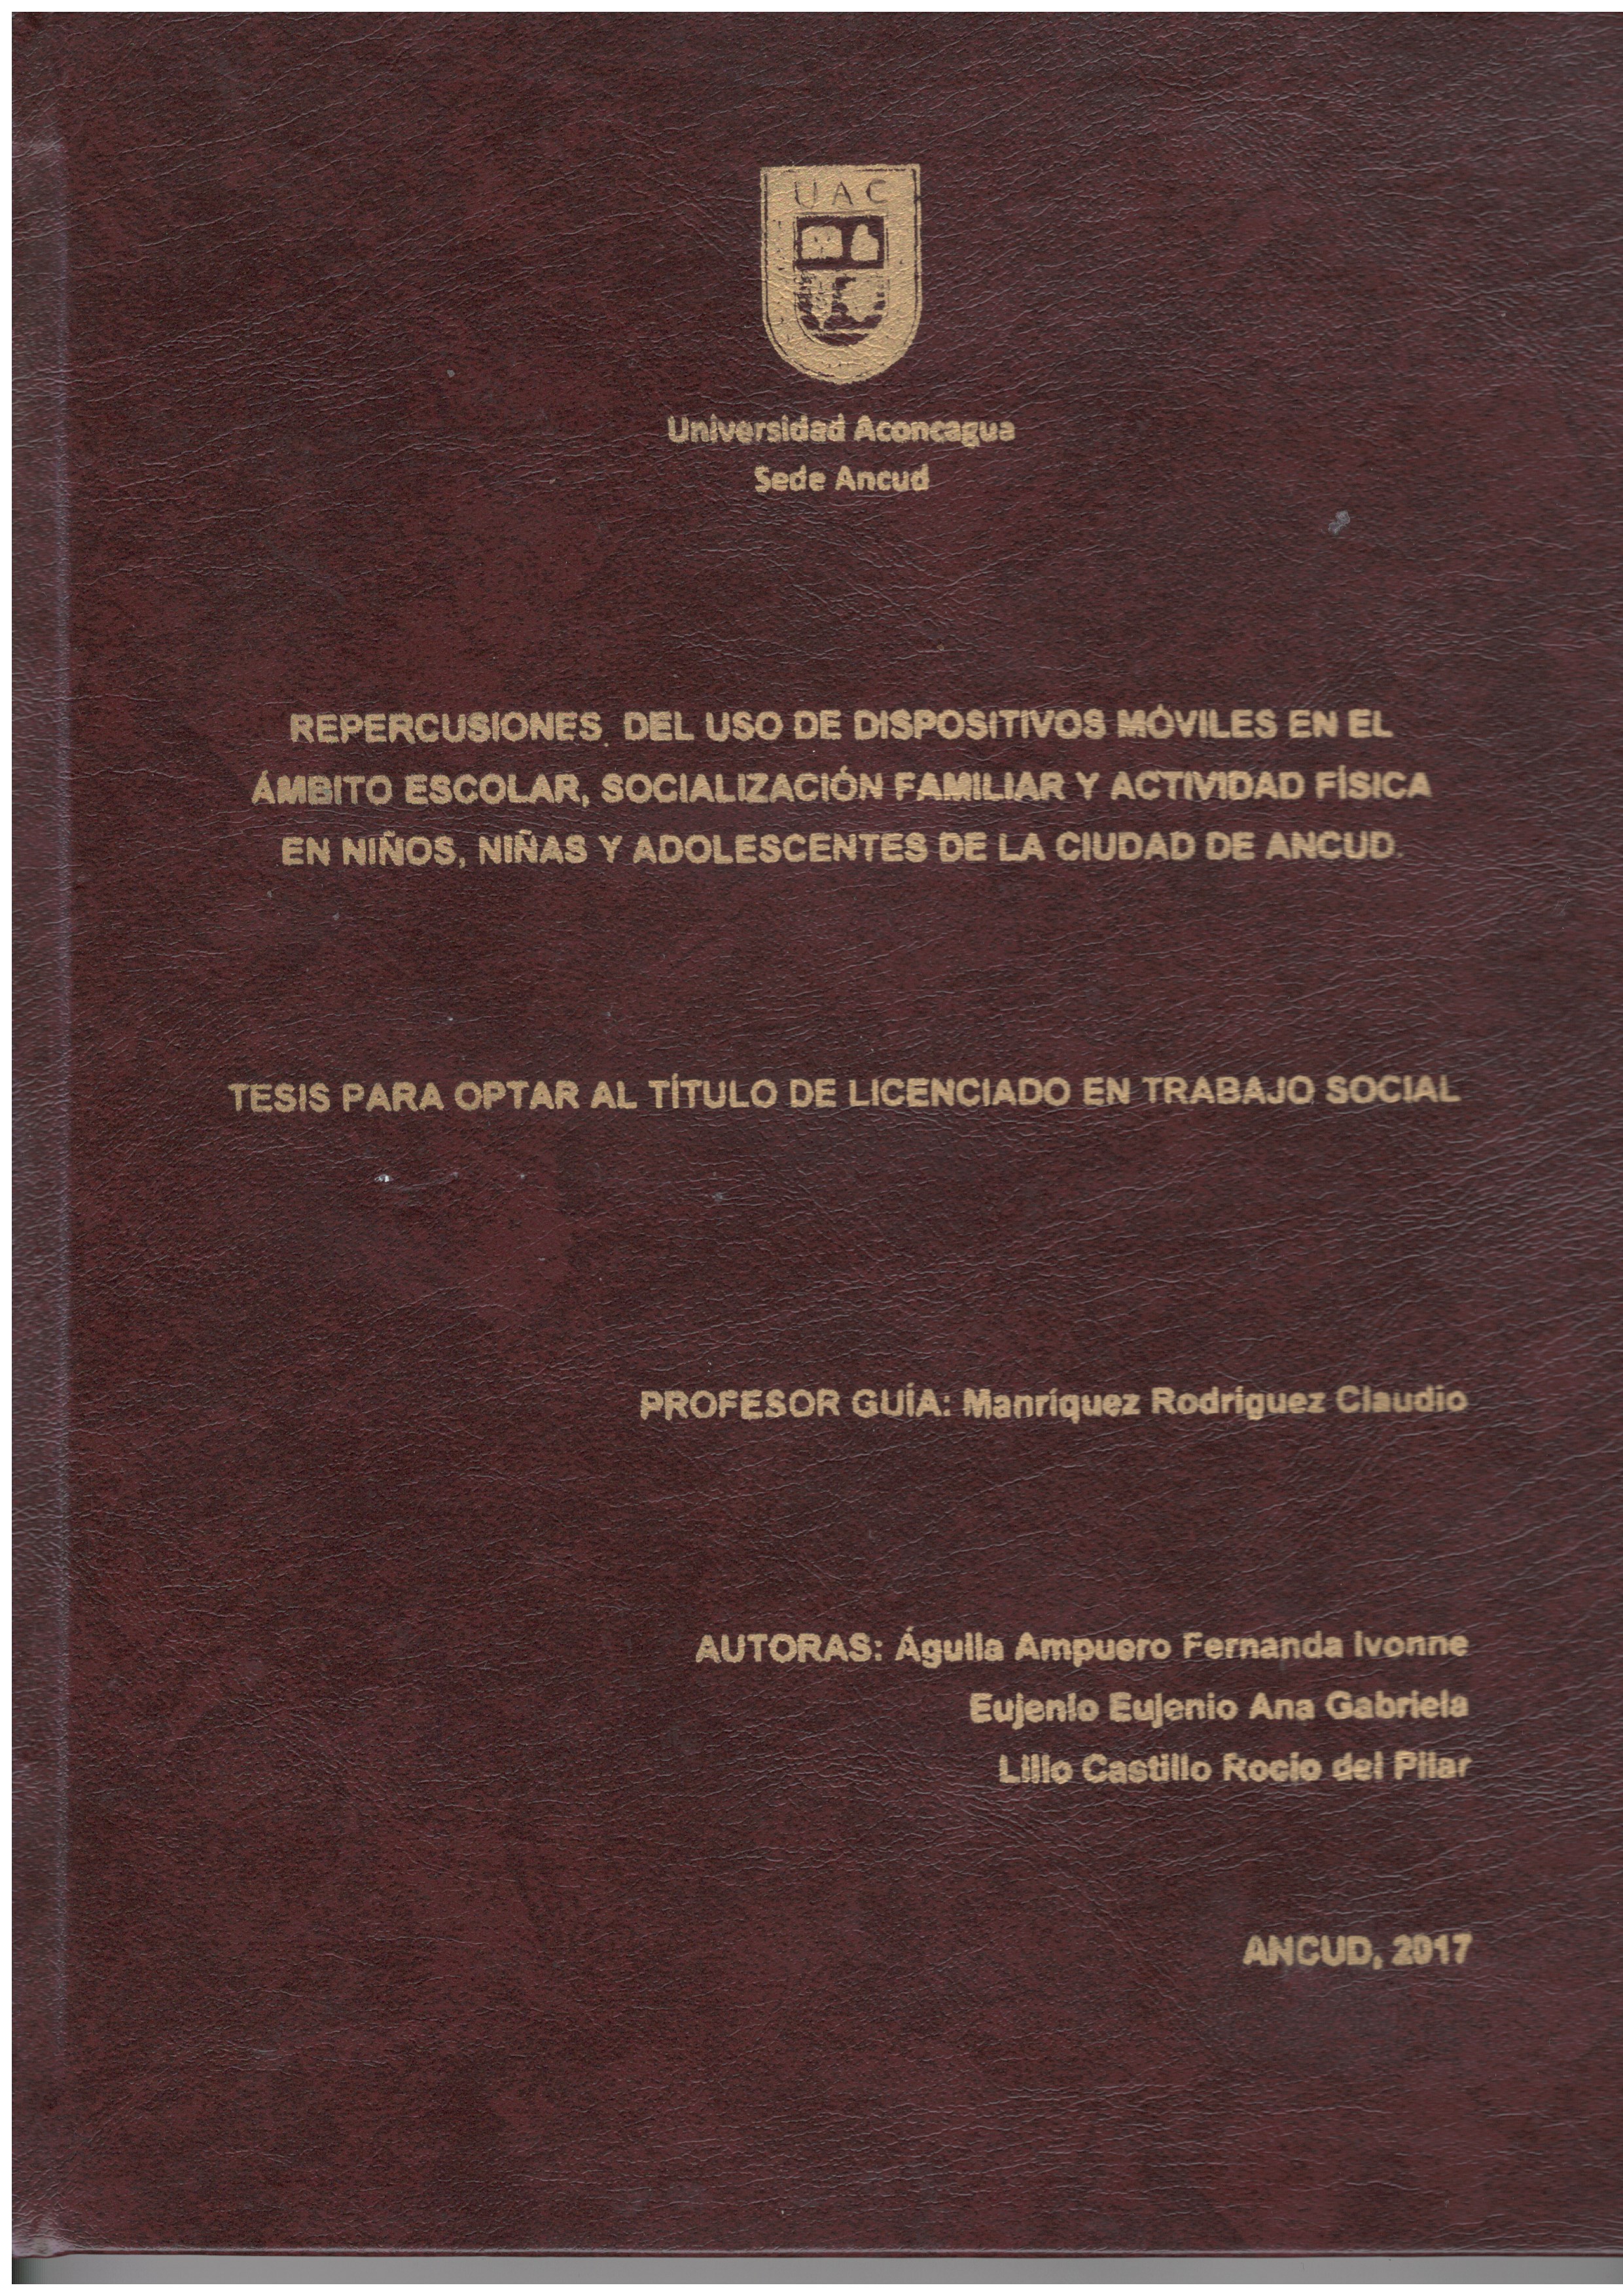 UAC
Universidad Aconcagua
Sede Ancud
REPERCUSIONES DEL USO DE DISPOSITIVOS MÓVILES EN EL
ÁMBITO ESCOLAR, SOCIALIZACIÓN FAMILIAR Y ACTIVIDAD FÍSICA
EN NIÑOS, NIÑAS Y ADOLESCENTES DE LA CIUDAD DE ANCUD.
TESIS PARA OPTAR AL TÍTULO DE LICENCIADO EN TRABAJO SOCIAL
PROFESOR GUÍA: Manríquez Rodríguez Claudio
AUTORAS: Águila Ampuero Fernanda Ivonne
Eujenio Eujenio Ana Gabriela
Lillo Castillo Rocío del Pilar
ANCUD, 2017